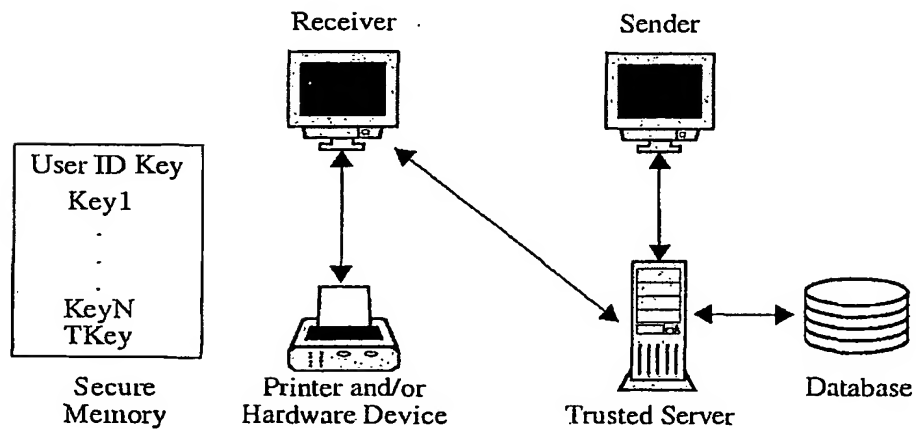 Receiver
Sender
User ID Key
Key1
.
.
.
KeyN
TKey
Secure
Memory
Printer and/or
Hardware Device
Trusted Server
Database